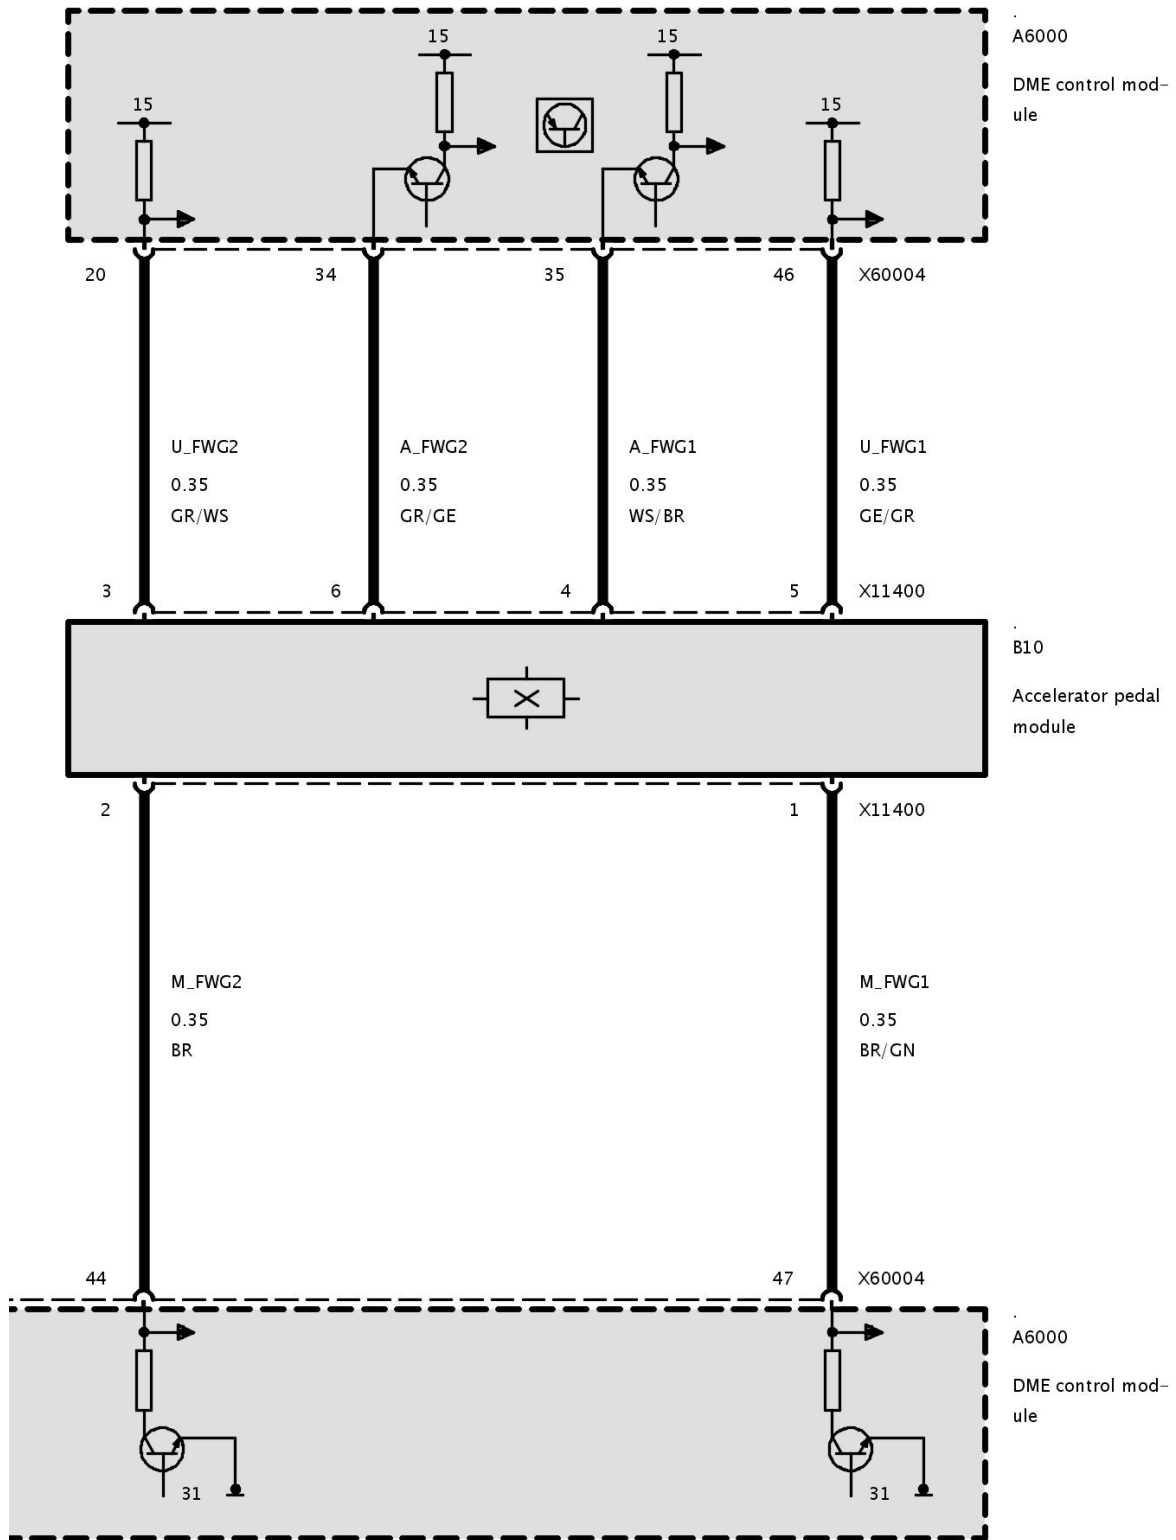 .
15 15 A6000
DME control mod–
15 15 ule
20 34 35 46 X60004
U_FWG2 A_FWG2 A_FWG1 U_FWG1
0.35 0.35 0.35 0.35
GR/WS GR/GE WS/BR GE/GR
3 6 4 5 X11400
.
B10
Accelerator pedal
module
2 1 X11400
M_FWG2 M_FWG1
0.35 0.35
BR BR/GN
44 47 X60004
.
A6000
DME control mod–
ule
31 31